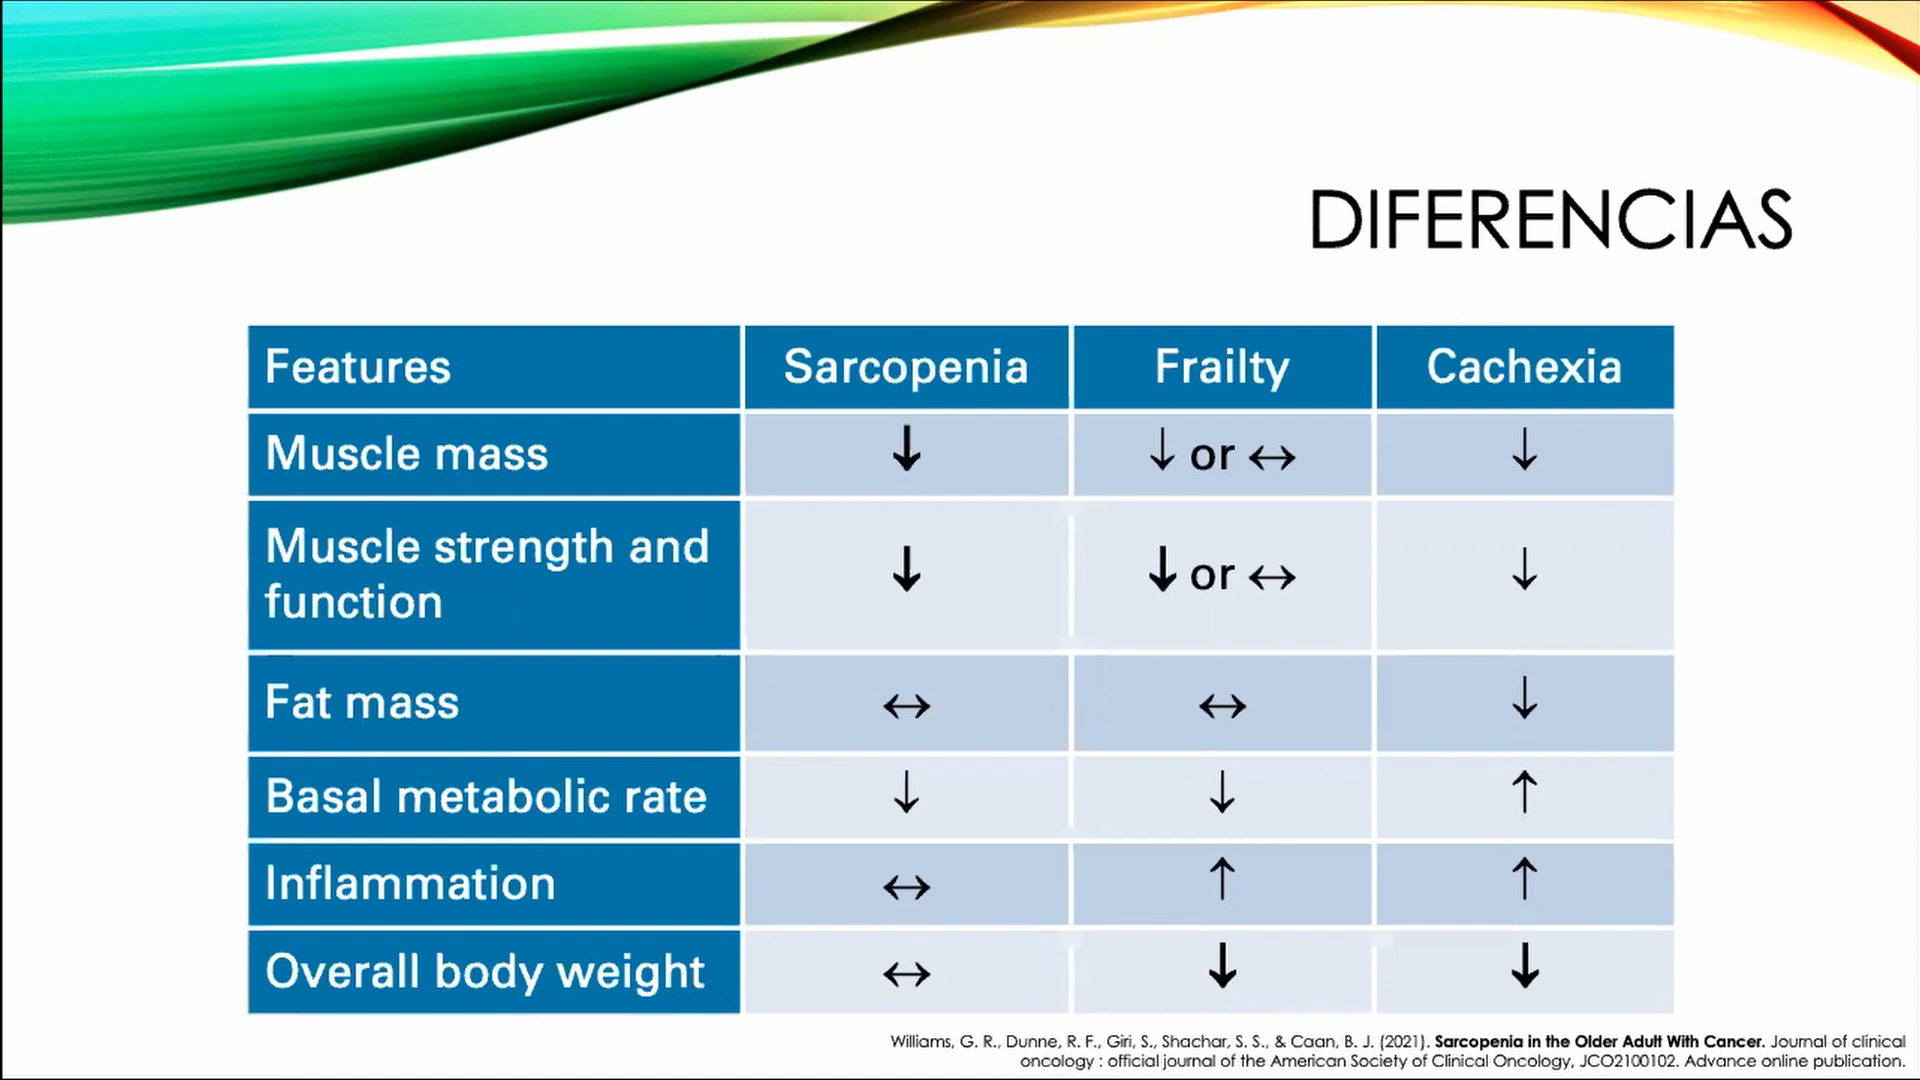 DIFERENCIAS
Features Sarcopenia Frailty Cachexia
Muscle mass ↓ ↓ or ↔ ↓
Muscle strength and
function ↓ ↓ or ↔ ↓
Fat mass ↔ ↔ ↓
Basal metabolic rate ↓ ↓ ↑
Inflammation ↔ ↑ ↑
Overall body weight ↔ ↓ ↓
Williams, G. R., Dunne, R. F., Giri, S., Shachar, S. S., & Caan, B. J. (2021). Sarcopenia in the Older Adult With Cancer. Journal of clinical
oncology : official journal of the American Society of Clinical Oncology, JCO2100102. Advance online publication.